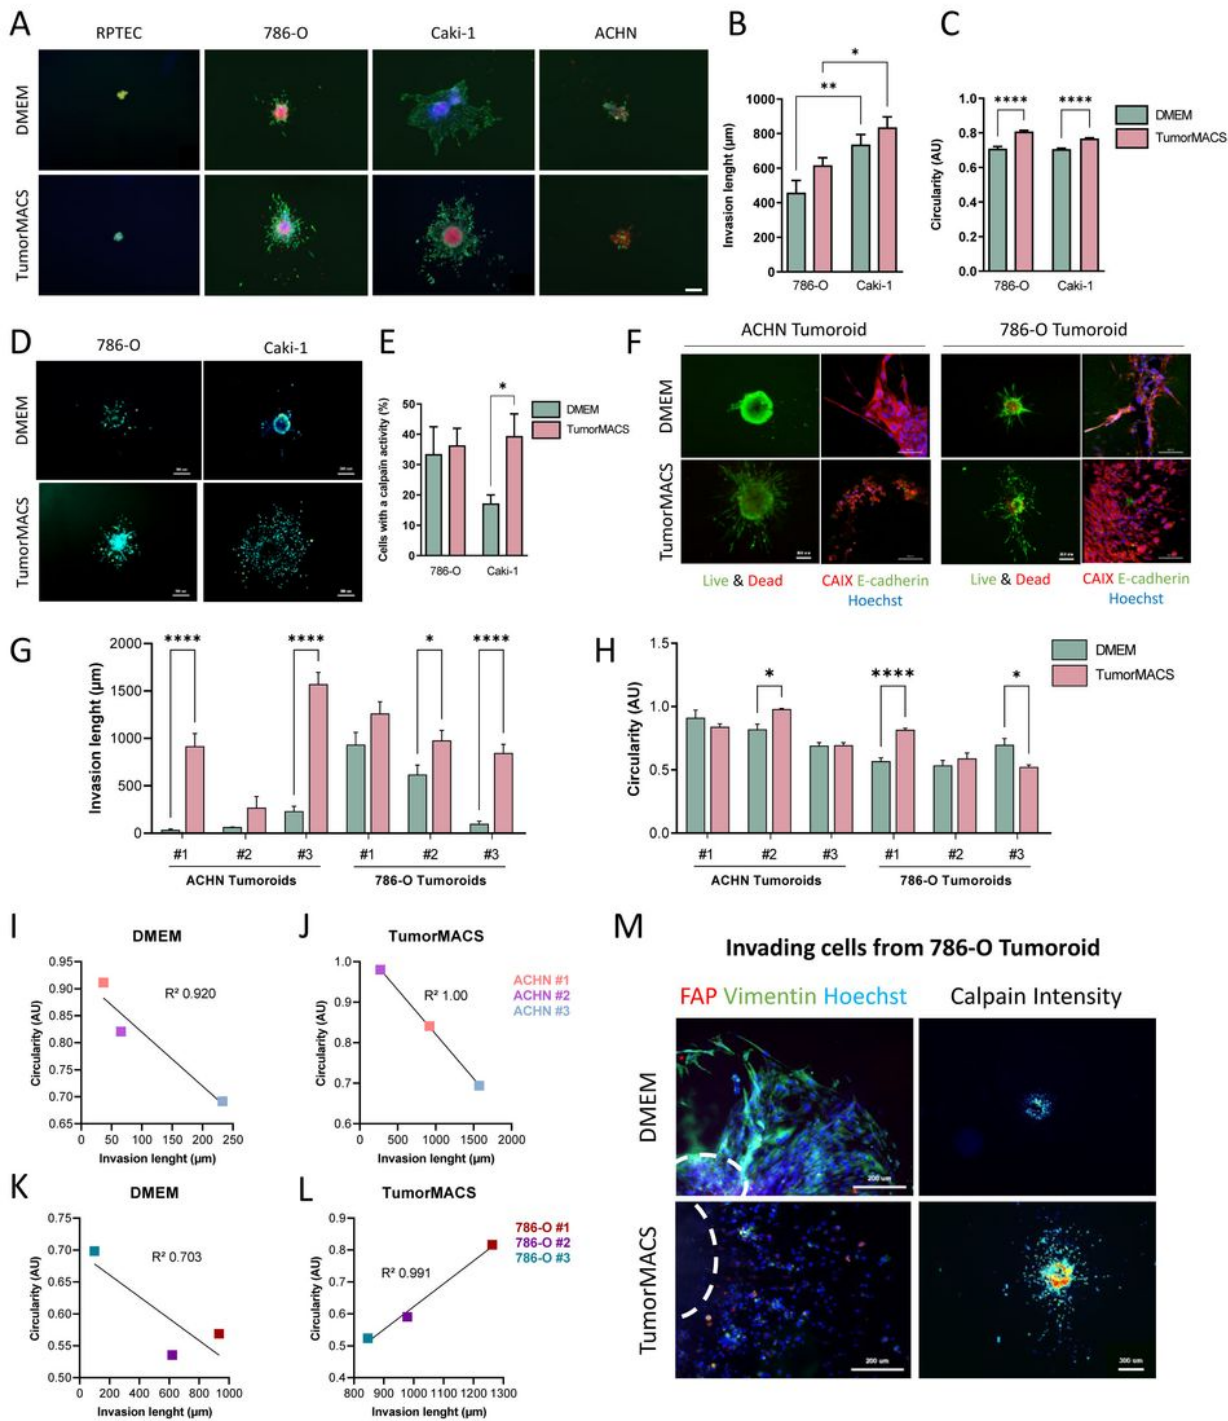 A
RPTEC 786-O Caki-1 ACHN
DMEM
TumorMACS
B
Invasion lenght (µm)
1000
800
600
400
200
0
**
*
786-O Caki-1
C
Circularity (AU)
1.0
0.8
0.6
0.4
0.2
0.0
**** ****
786-O Caki-1
DMEM
TumorMACS
D
786-O Caki-1
DMEM
TumorMACS
E
Cells with a calpain activity (%)
50
40
30
20
10
0
*
786-O Caki-1
DMEM
TumorMACS
F
ACHN Tumoroid 786-O Tumoroid
DMEM
TumorMACS
Live & Dead CAIX E-cadherin Live & Dead CAIX E-cadherin
Hoechst Hoechst
G
Invasion lenght (µm)
2000
1500
1000
500
0
**** **** * ****
#1 #2 #3 #1 #2 #3
ACHN Tumoroids 786-O Tumoroids
H
Circularity (AU)
1.5
1.0
0.5
0.0
* **** *
#1 #2 #3 #1 #2 #3
ACHN Tumoroids 786-O Tumoroids
DMEM
TumorMACS
I
DMEM
Circularity (AU)
0.95
0.90
0.85
0.80
0.75
0.70
0.65
R² 0.920
0 50 100 150 200 250
Invasion lenght (µm)
J
TumorMACS
Circularity (AU)
1.0
0.9
0.8
0.7
0.6
R² 1.00
0 500 1000 1500 2000
Invasion lenght (µm)
ACHN #1
ACHN #2
ACHN #3
K
DMEM
Circularity (AU)
0.75
0.70
0.65
0.60
0.55
0.50
R² 0.703
0 200 400 600 800 1000
Invasion lenght (µm)
L
TumorMACS
Circularity (AU)
0.9
0.8
0.7
0.6
0.5
0.4
R² 0.991
800 900 1000 1100 1200 1300
Invasion lenght (µm)
786-O #1
786-O #2
786-O #3
M
Invading cells from 786-O Tumoroid
FAP Vimentin Hoechst Calpain Intensity
DMEM
200 um
TumorMACS
200 um
300 um